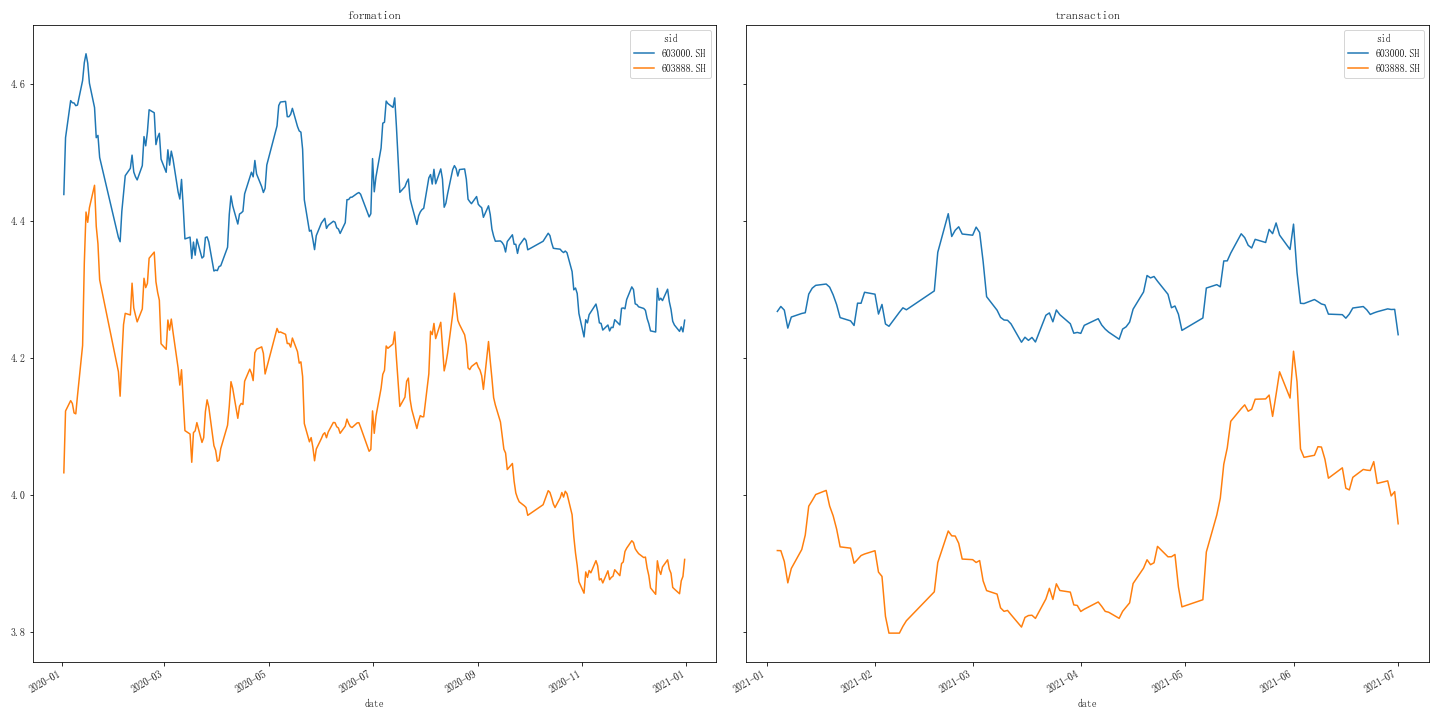 formation
sid
603000.SH
603888.SH
4.6
4.4
4.2
4.0
3.8
2020-01
2020-03
2020-05
2020-07
2020-09
2020-11
2021-01
date
transaction
sid
603000.SH
603888.SH
2021-01
2021-02
2021-03
2021-04
2021-05
2021-06
2021-07
date